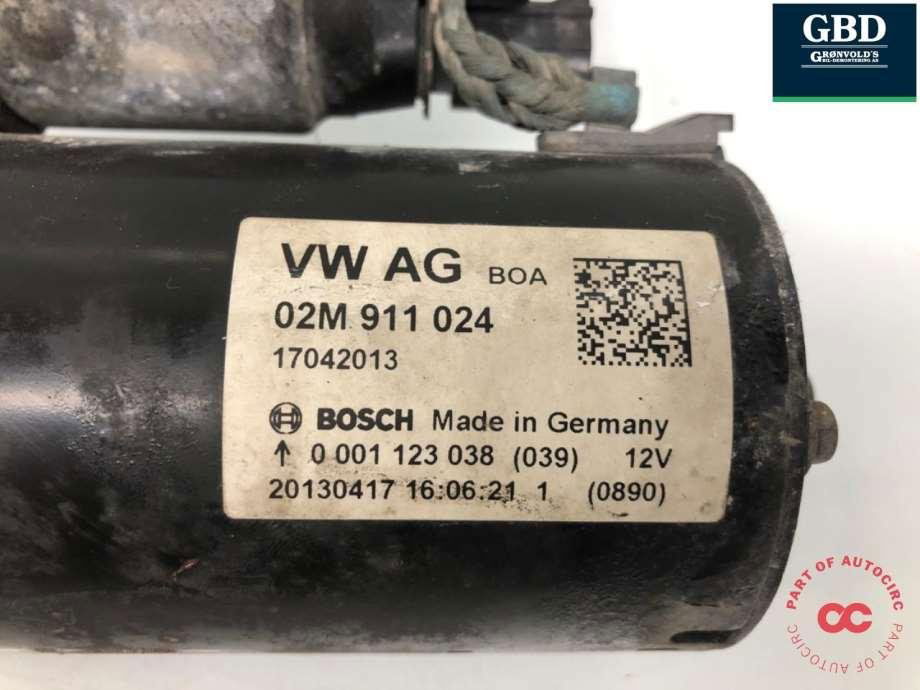 GBD
GRØNVOLD'S
BIL-DEMONTERING AS
VW AG BOA
02M 911 024
17042013
BOSCH Made in Germany
↑ 0 001 123 038 (039) 12V
20130417 16:06:21 1 (0890)
PART OF AUTOCIRC
PART OF AUTOCIRC
CC